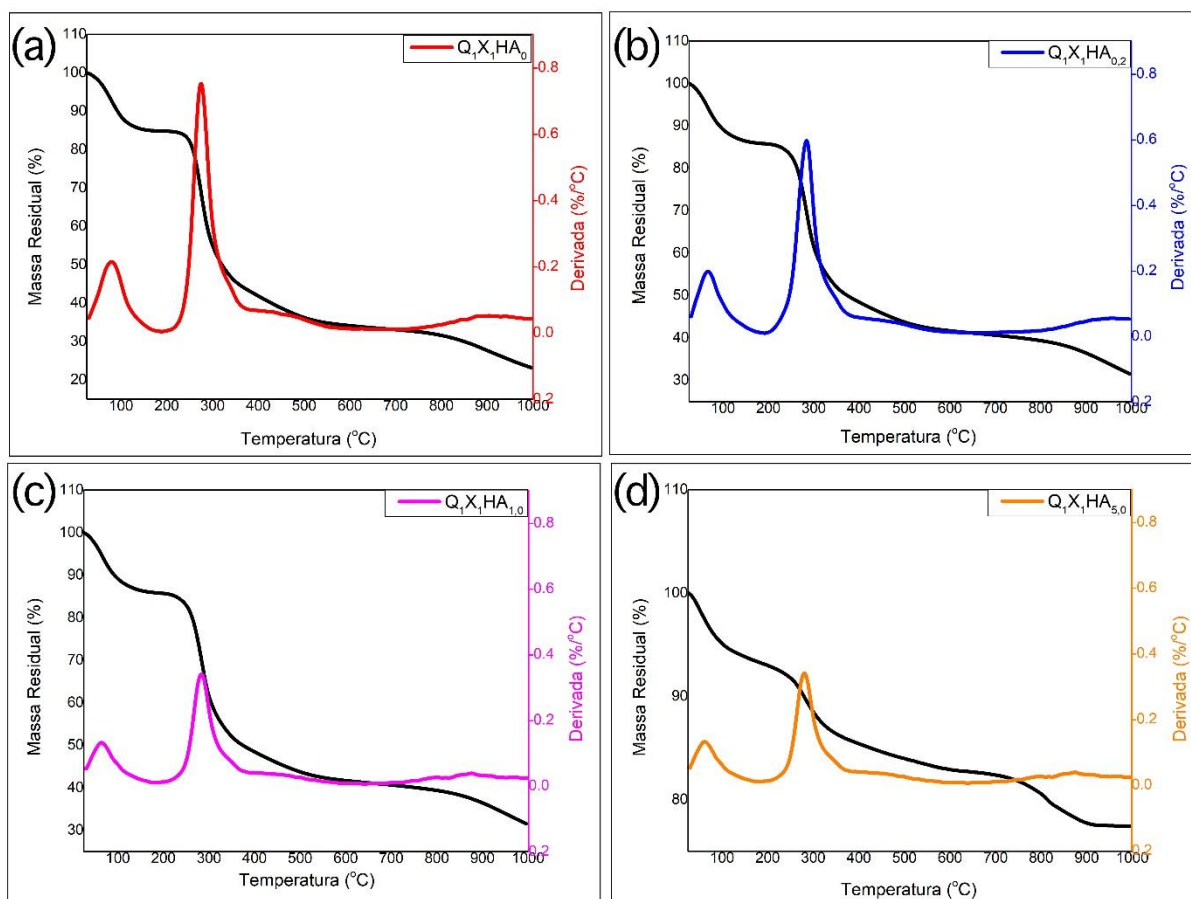 (a)
Q₁X₁HA₀
Massa Residual (%)
110
100
90
80
70
60
50
40
30
20
0.8
0.6
0.4
0.2
0.0
0.2
Derivada (%/°C)
100 200 300 400 500 600 700 800 900 1000
Temperatura (°C)
(b)
Q₁X₁HA₀,₂
Massa Residual (%)
110
100
90
80
70
60
50
40
30
0.8
0.6
0.4
0.2
0.0
0.2
Derivada (%/°C)
100 200 300 400 500 600 700 800 900 1000
Temperatura (°C)
(c)
Q₁X₁HA₁,₀
Massa Residual (%)
110
100
90
80
70
60
50
40
30
0.8
0.6
0.4
0.2
0.0
0.2
Derivada (%/°C)
100 200 300 400 500 600 700 800 900 1000
Temperatura (°C)
(d)
Q₁X₁HA₅,₀
Massa Residual (%)
110
100
90
80
0.8
0.6
0.4
0.2
0.0
0.2
Derivada (%/°C)
100 200 300 400 500 600 700 800 900 1000
Temperatura (°C)